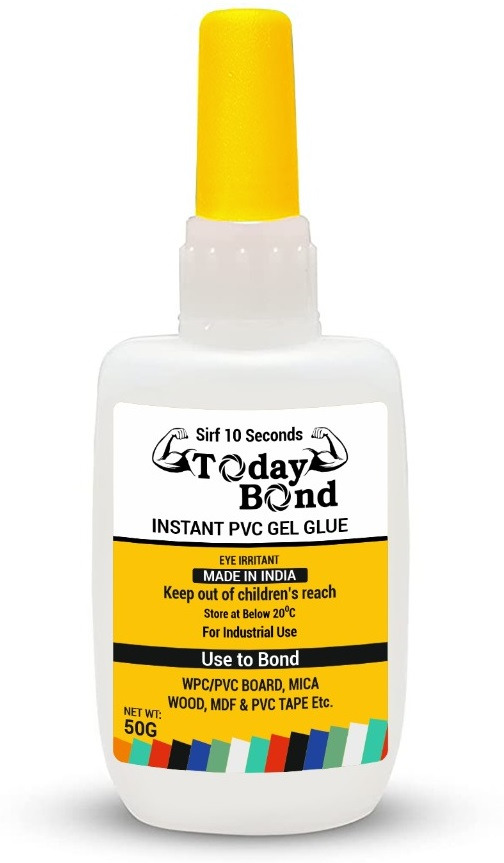 Sirf 10 Seconds
Today
Bond
INSTANT PVC GEL GLUE
EYE IRRITANT
MADE IN INDIA
Keep out of children's reach
Store at Below 20⁰C
For Industrial Use
Use to Bond
WPC/PVC BOARD, MICA
WOOD, MDF & PVC TAPE Etc.
NET WT:
50G